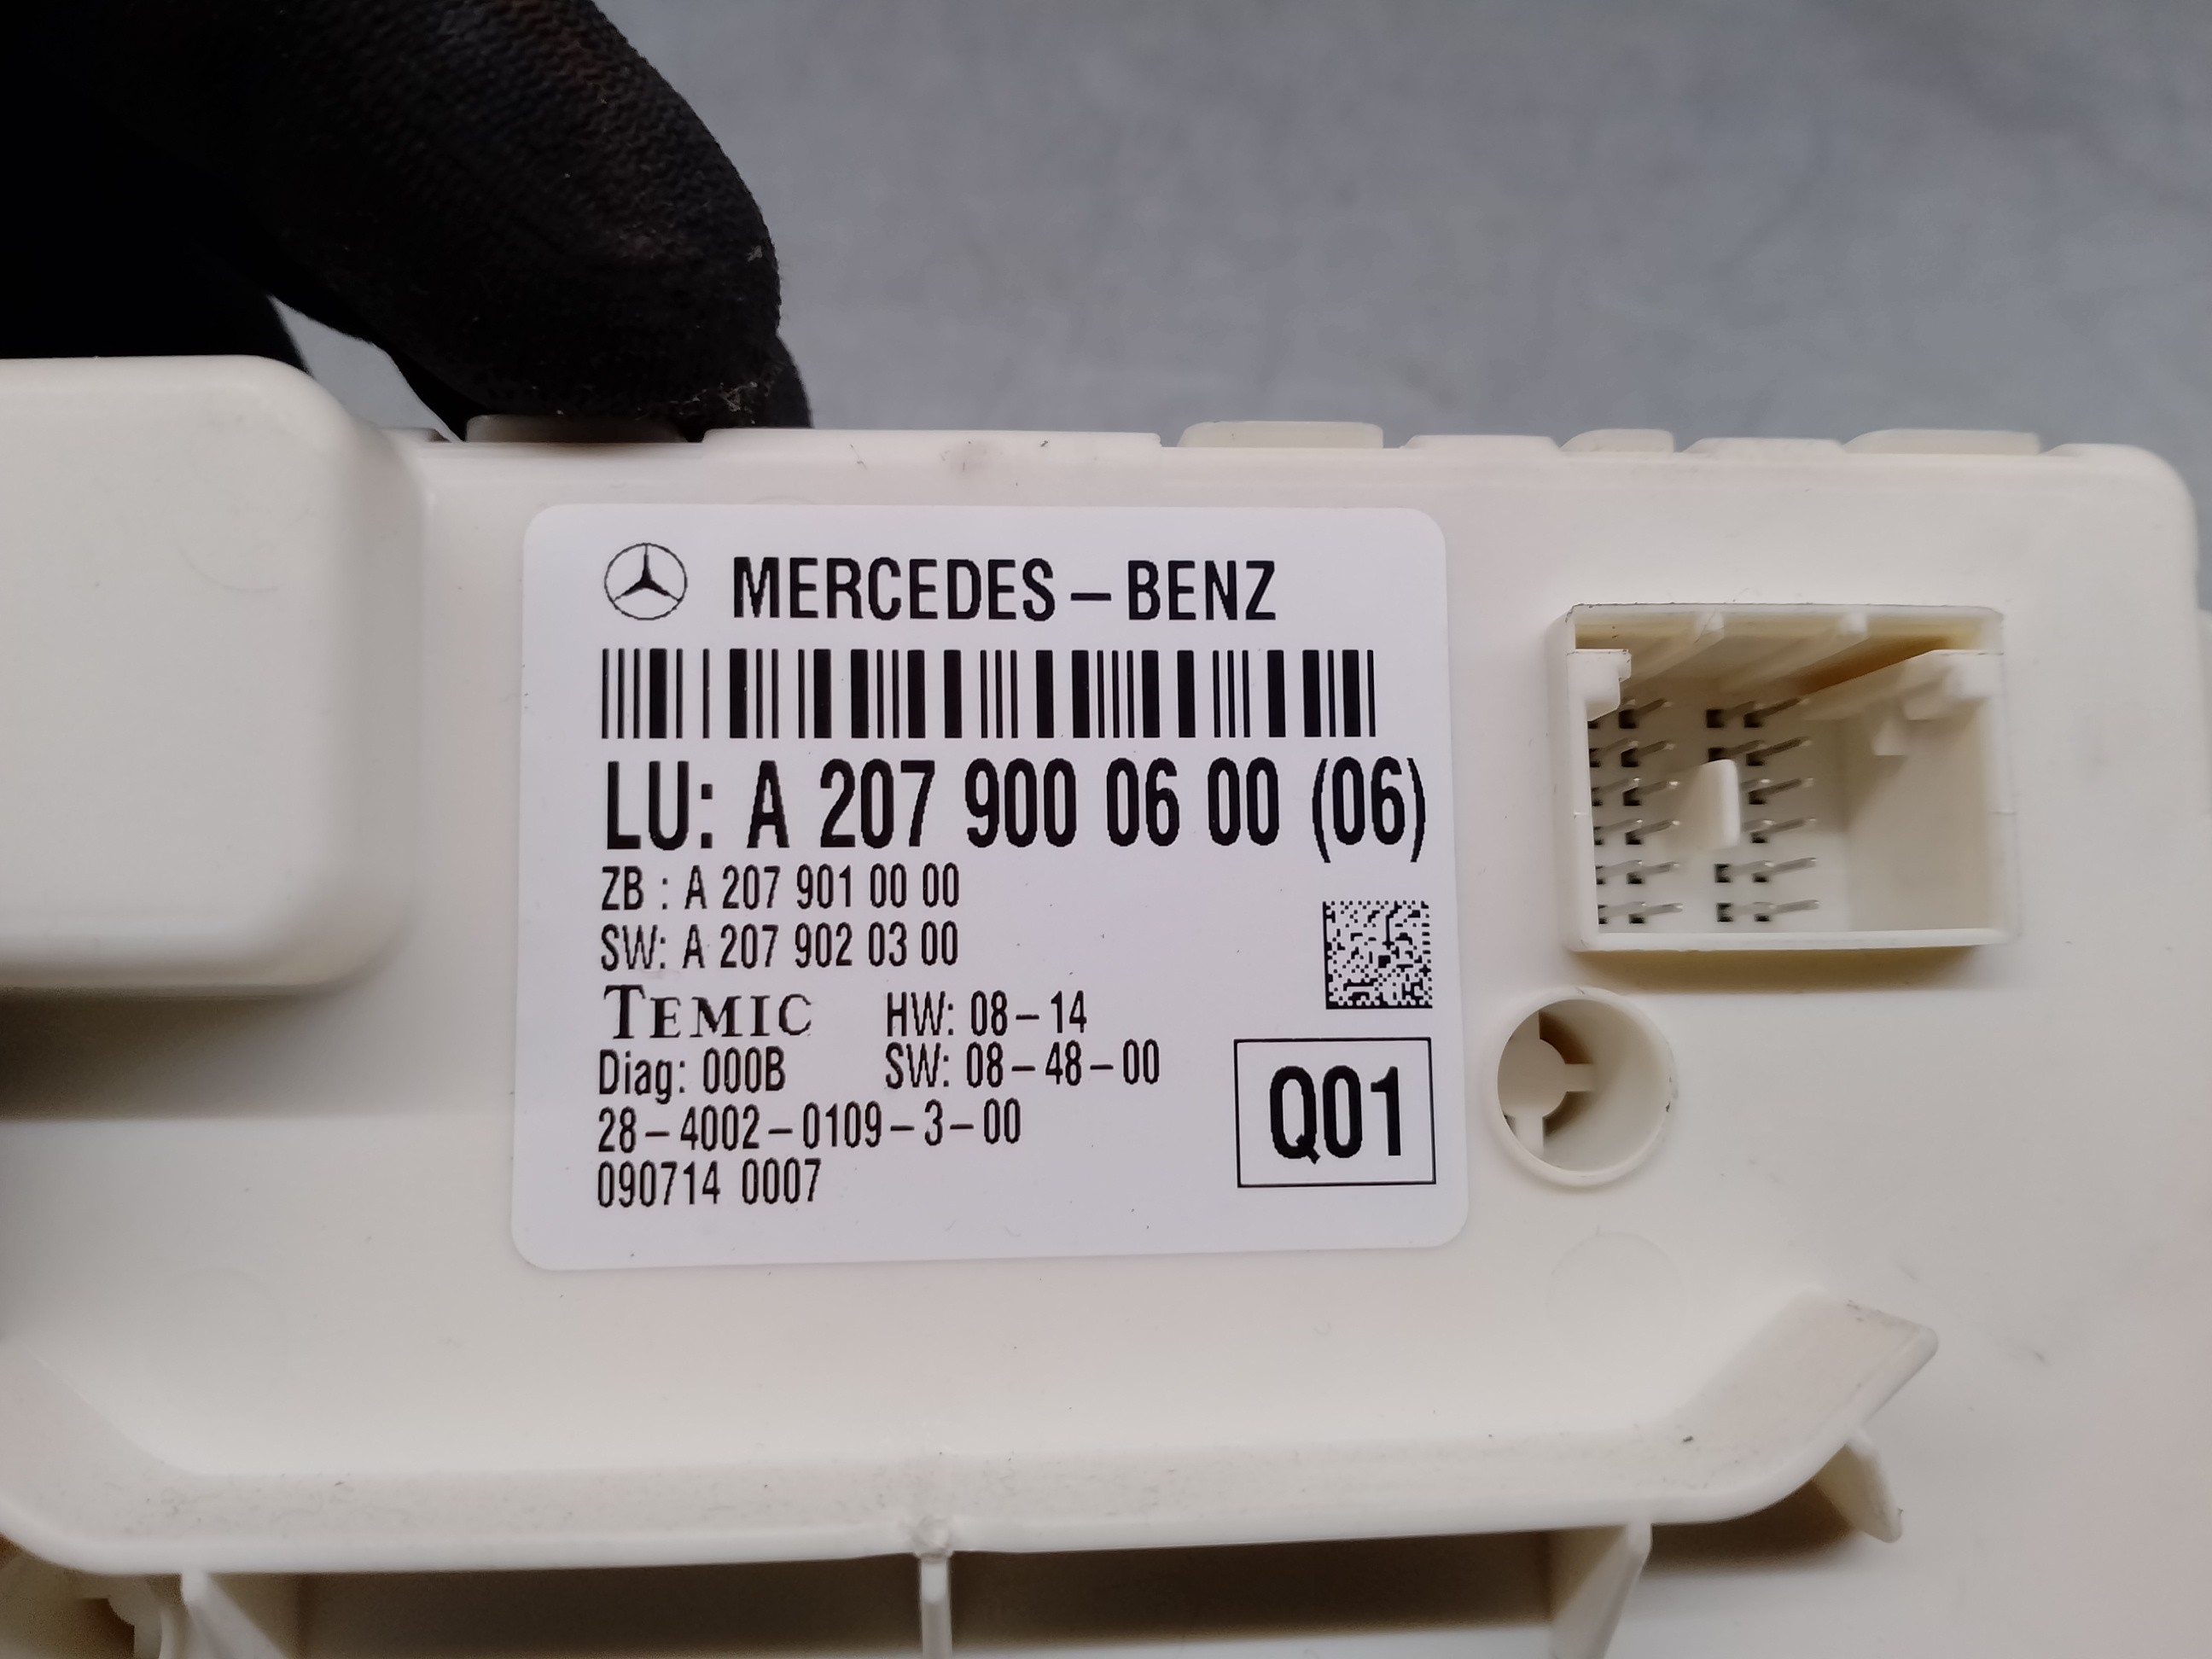 MERCEDES–BENZ
LU: A 207 900 06 00 (06)
ZB : A 207 901 00 00
SW: A 207 902 03 00
TEMIC HW: 08–14
Diag: 000B SW: 08–48–00
28–4002–0109–3–00
090714 0007
Q01